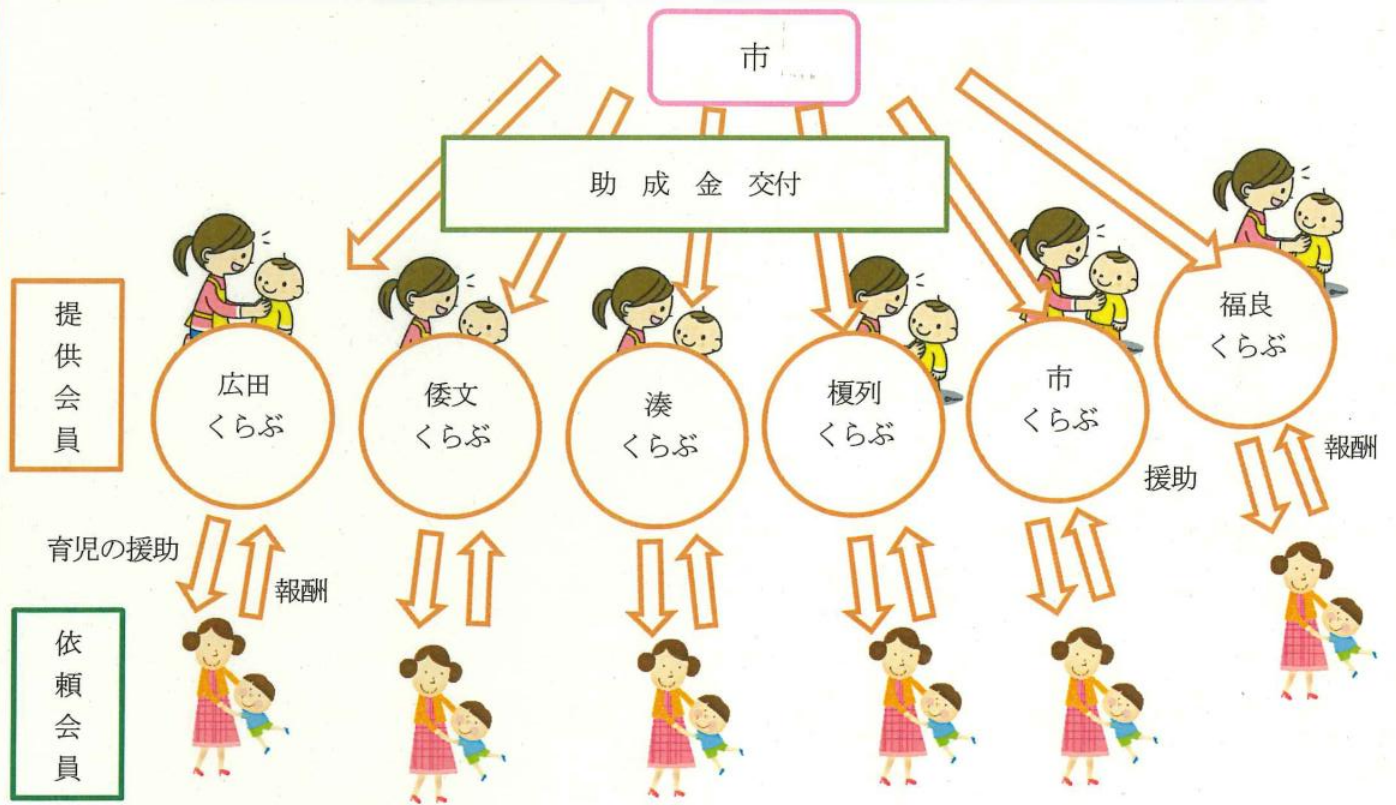 市
助 成 金 交付
提供会員
広田
くらぶ
倭文
くらぶ
湊
くらぶ
榎列
くらぶ
市
くらぶ
福良
くらぶ
育児の援助
報酬
援助
報酬
依頼会員